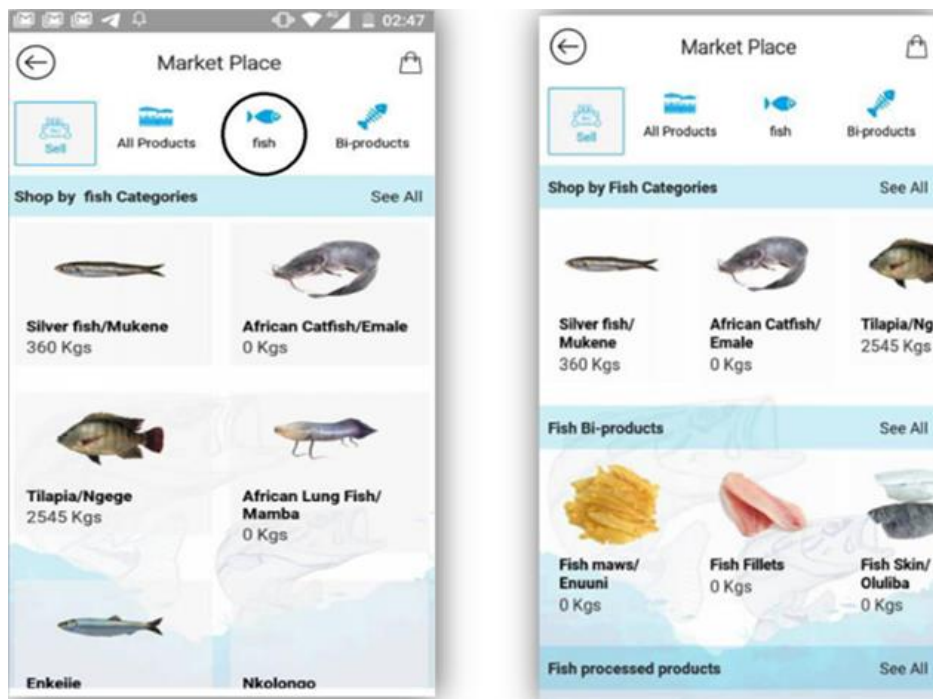 02:47
Market Place
Sell
All Products
fish
Bi-products
Shop by fish Categories
See All
Silver fish/Mukene
360 Kgs
African Catfish/Emale
0 Kgs
Tilapia/Ngege
2545 Kgs
African Lung Fish/
Mamba
0 Kgs
Enkejje
Nkolongo
Market Place
Sell
All Products
fish
Bi-products
Shop by Fish Categories
See All
Silver fish/
Mukene
360 Kgs
African Catfish/
Emale
0 Kgs
Tilapia/Ng
2545 Kgs
Fish Bi-products
See All
Fish maws/
Enuuni
0 Kgs
Fish Fillets
0 Kgs
Fish Skin/
Oluliba
0 Kgs
Fish processed products
See All